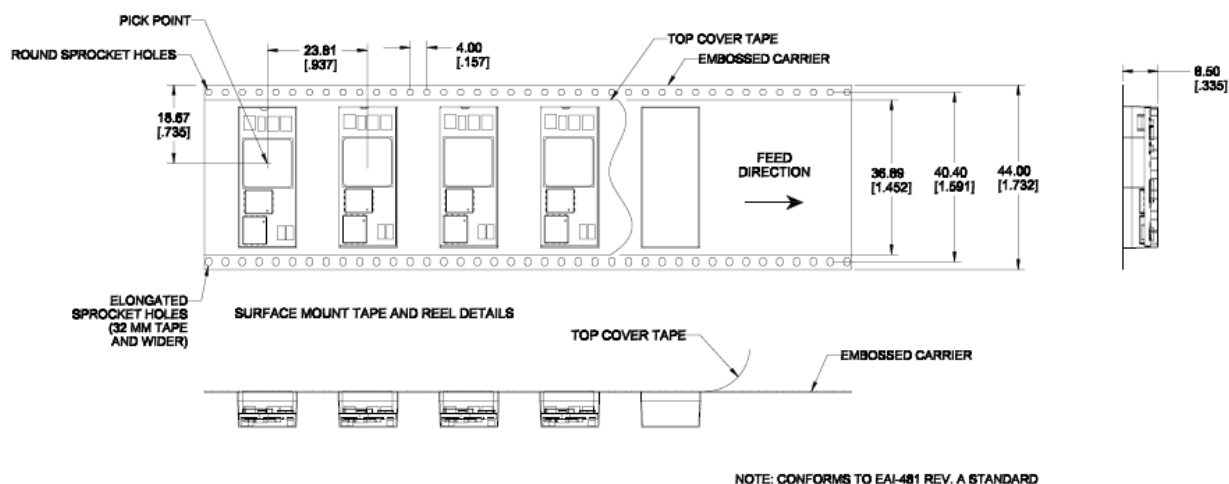 PICK POINT
ROUND SPROCKET HOLES
23.81
[.937]
4.00
[.157]
TOP COVER TAPE
EMBOSSED CARRIER
8.50
[.335]
18.67
[.735]
FEED
DIRECTION
36.89
[1.452]
40.40
[1.591]
44.00
[1.732]
ELONGATED
SPROCKET HOLES
(32 MM TAPE
AND WIDER)
SURFACE MOUNT TAPE AND REEL DETAILS
TOP COVER TAPE
EMBOSSED CARRIER
NOTE: CONFORMS TO EAI-481 REV. A STANDARD